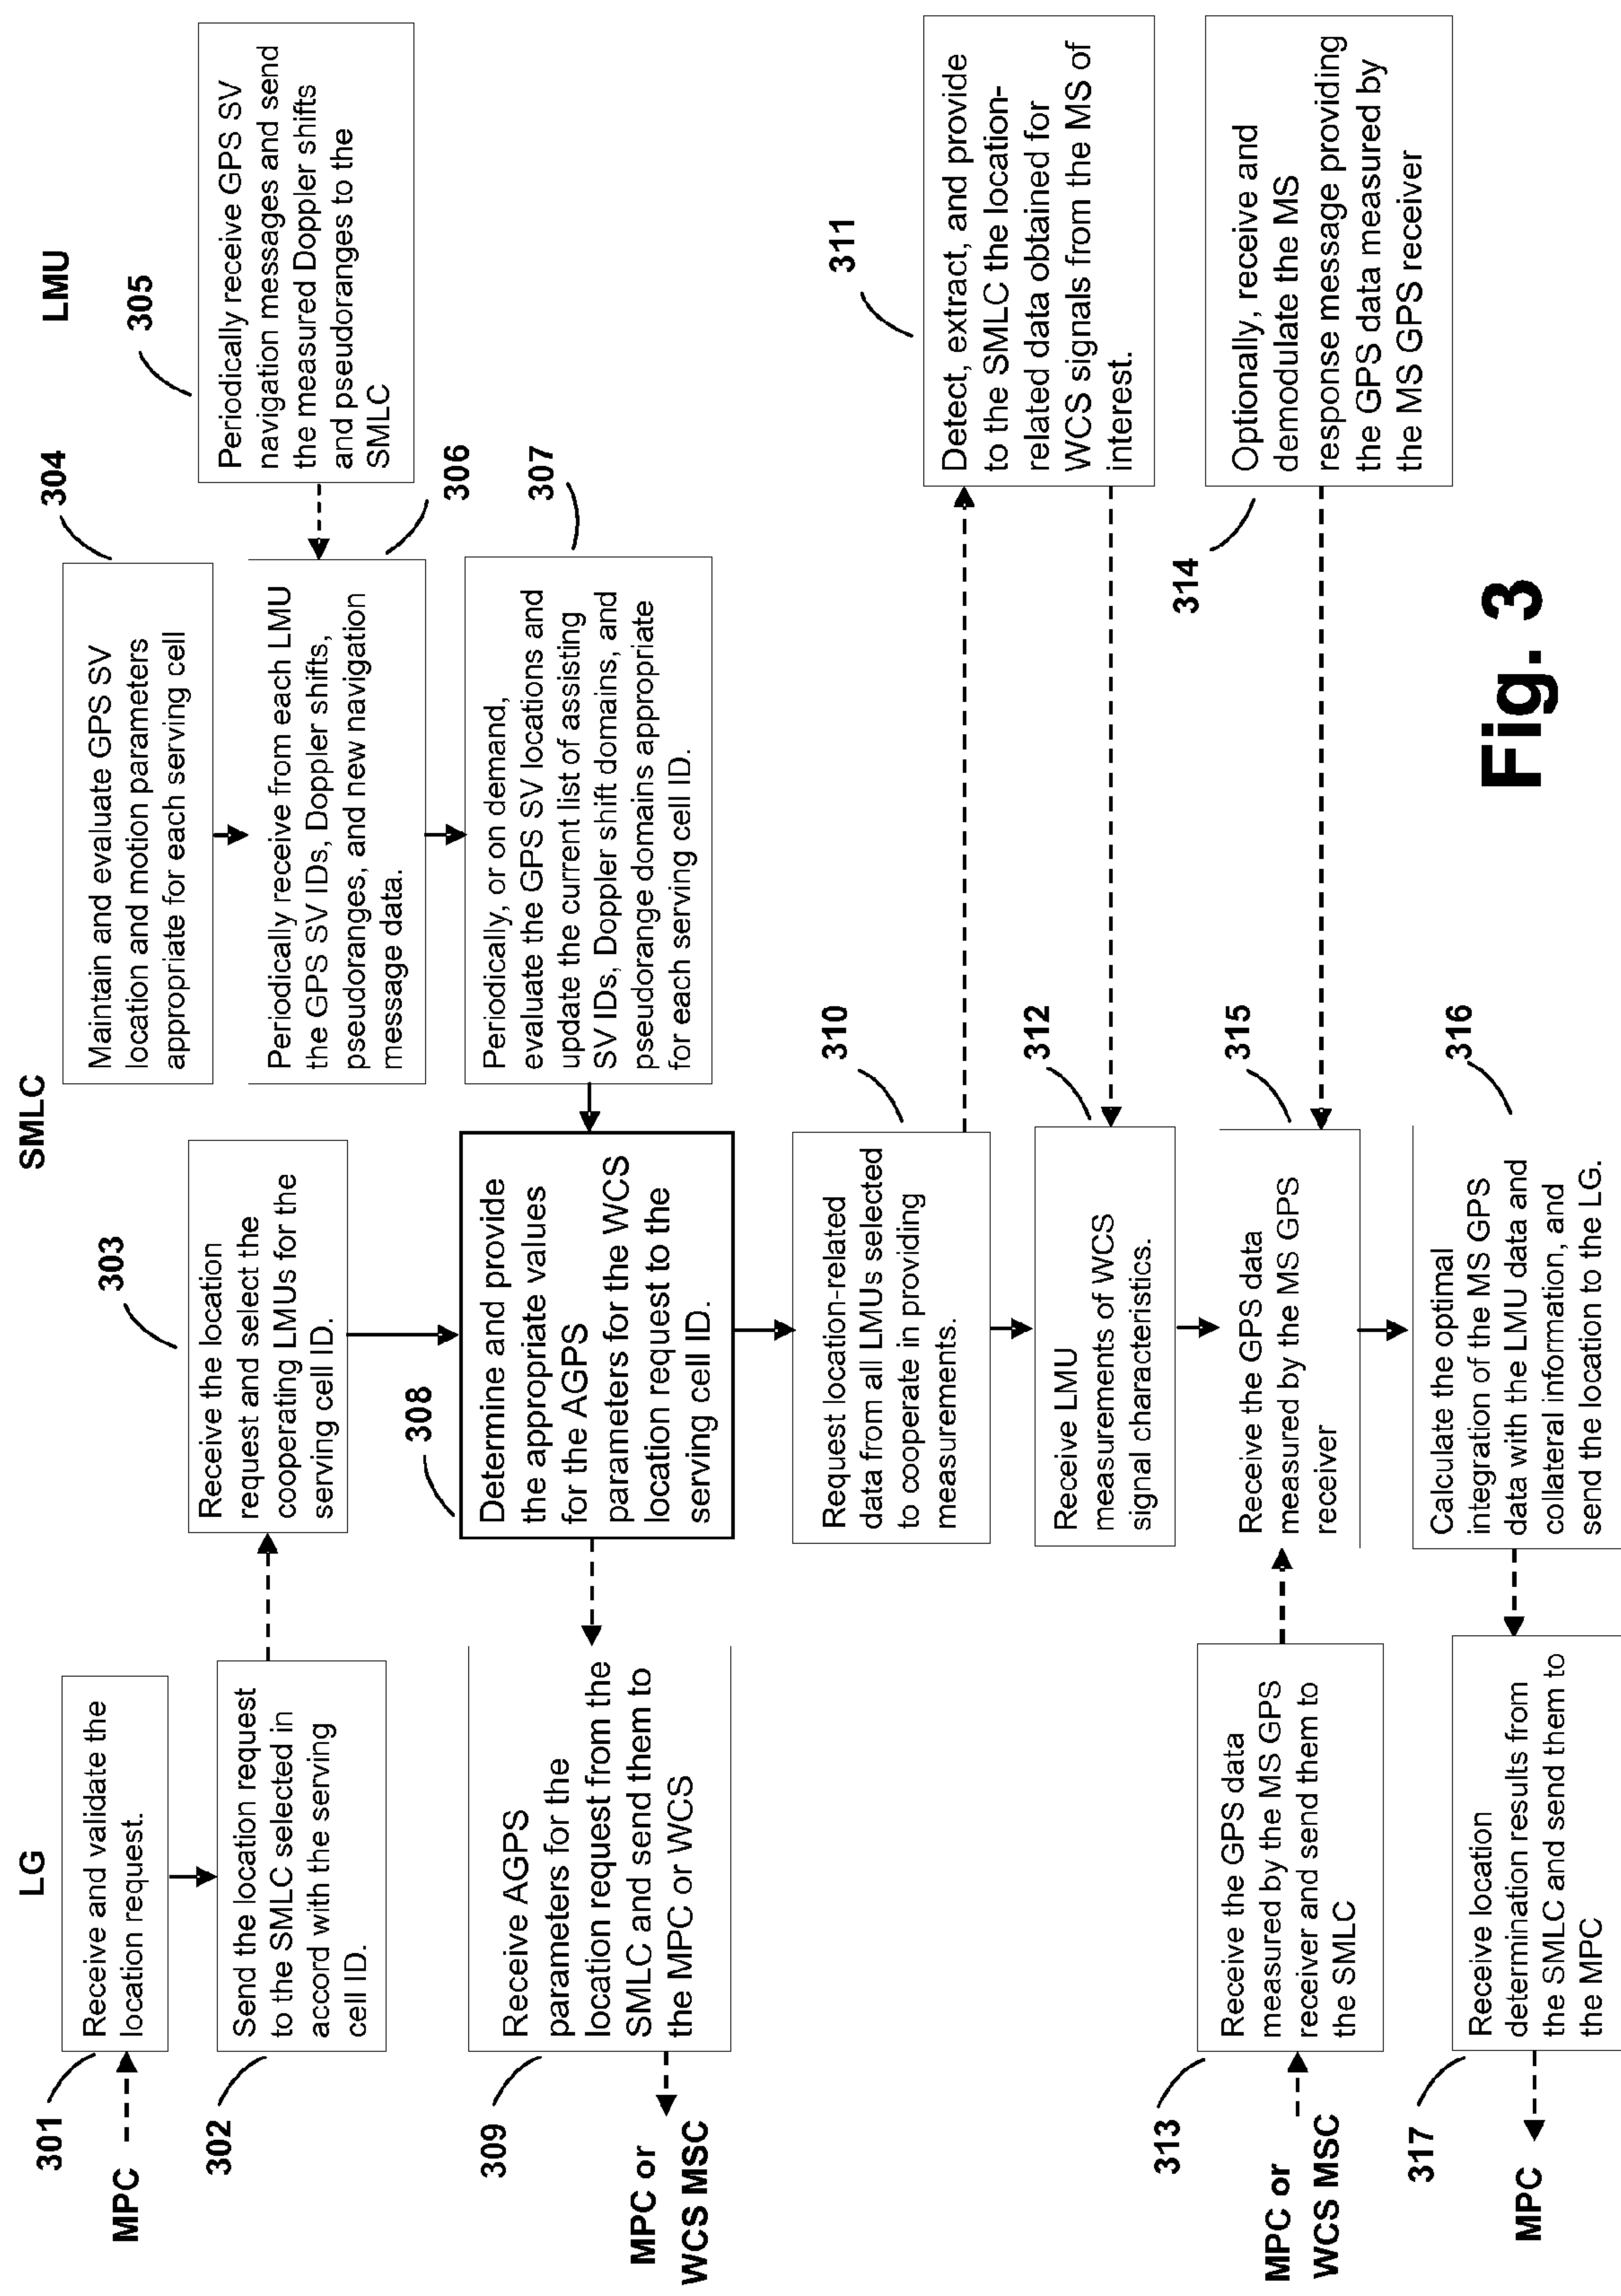 LG
SMLC
LMU
301
MPC
Receive and validate the
location request.
302
Send the location request
to the SMLC selected in
accord with the serving
cell ID.
303
Receive the location
request and select the
cooperating LMUs for the
serving cell ID.
304
Maintain and evaluate GPS SV
location and motion parameters
appropriate for each serving cell
305
Periodically receive GPS SV
navigation messages and send
the measured Doppler shifts
and pseudoranges to the
SMLC
306
Periodically receive from each LMU
the GPS SV IDs, Doppler shifts,
pseudoranges, and new navigation
message data.
307
Periodically, or on demand,
evaluate the GPS SV locations and
update the current list of assisting
SV IDs, Doppler shift domains, and
pseudorange domains appropriate
for each serving cell ID.
308
Determine and provide
the appropriate values
for the AGPS
parameters for the WCS
location request to the
serving cell ID.
309
Receive AGPS
parameters for the
location request from the
SMLC and send them to
the MPC or WCS
MPC or
WCS MSC
310
Request location-related
data from all LMUs selected
to cooperate in providing
measurements.
311
Detect, extract, and provide
to the SMLC the location-
related data obtained for
WCS signals from the MS of
interest.
312
Receive LMU
measurements of WCS
signal characteristics.
313
MPC or
WCS MSC
Receive the GPS data
measured by the MS GPS
receiver and send them to
the SMLC
314
Optionally, receive and
demodulate the MS
response message providing
the GPS data measured by
the MS GPS receiver
315
Receive the GPS data
measured by the MS GPS
receiver
316
Calculate the optimal
integration of the MS GPS
data with the LMU data and
collateral information, and
send the location to the LG.
317
MPC
Receive location
determination results from
the SMLC and send them to
the MPC
Fig. 3